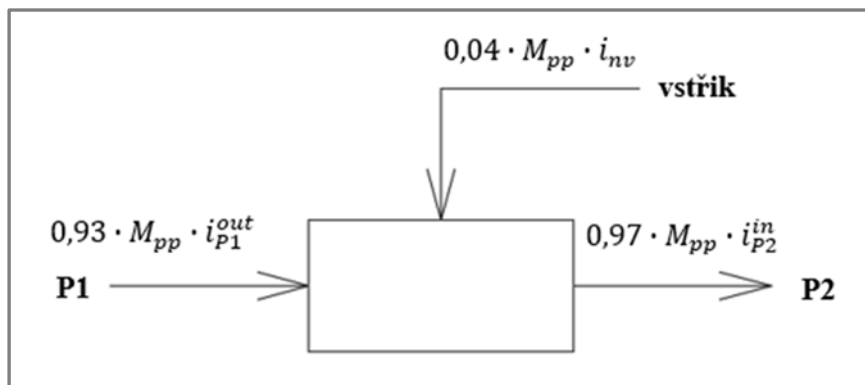 0,04 · M_pp · i_nv
vstřik
0,93 · M_pp · i_P1^out
0,97 · M_pp · i_P2^in
P1
P2